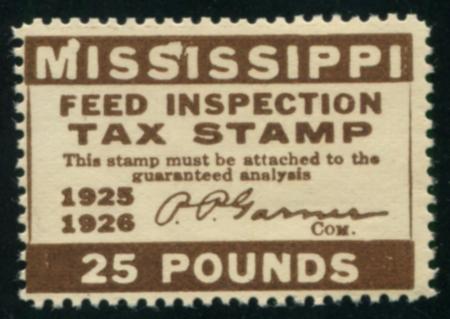 MISSISSIPPI
FEED INSPECTION
TAX STAMP
This stamp must be attached to the
guaranteed analysis
1925
1926 P. P. Garner
COM.
25 POUNDS